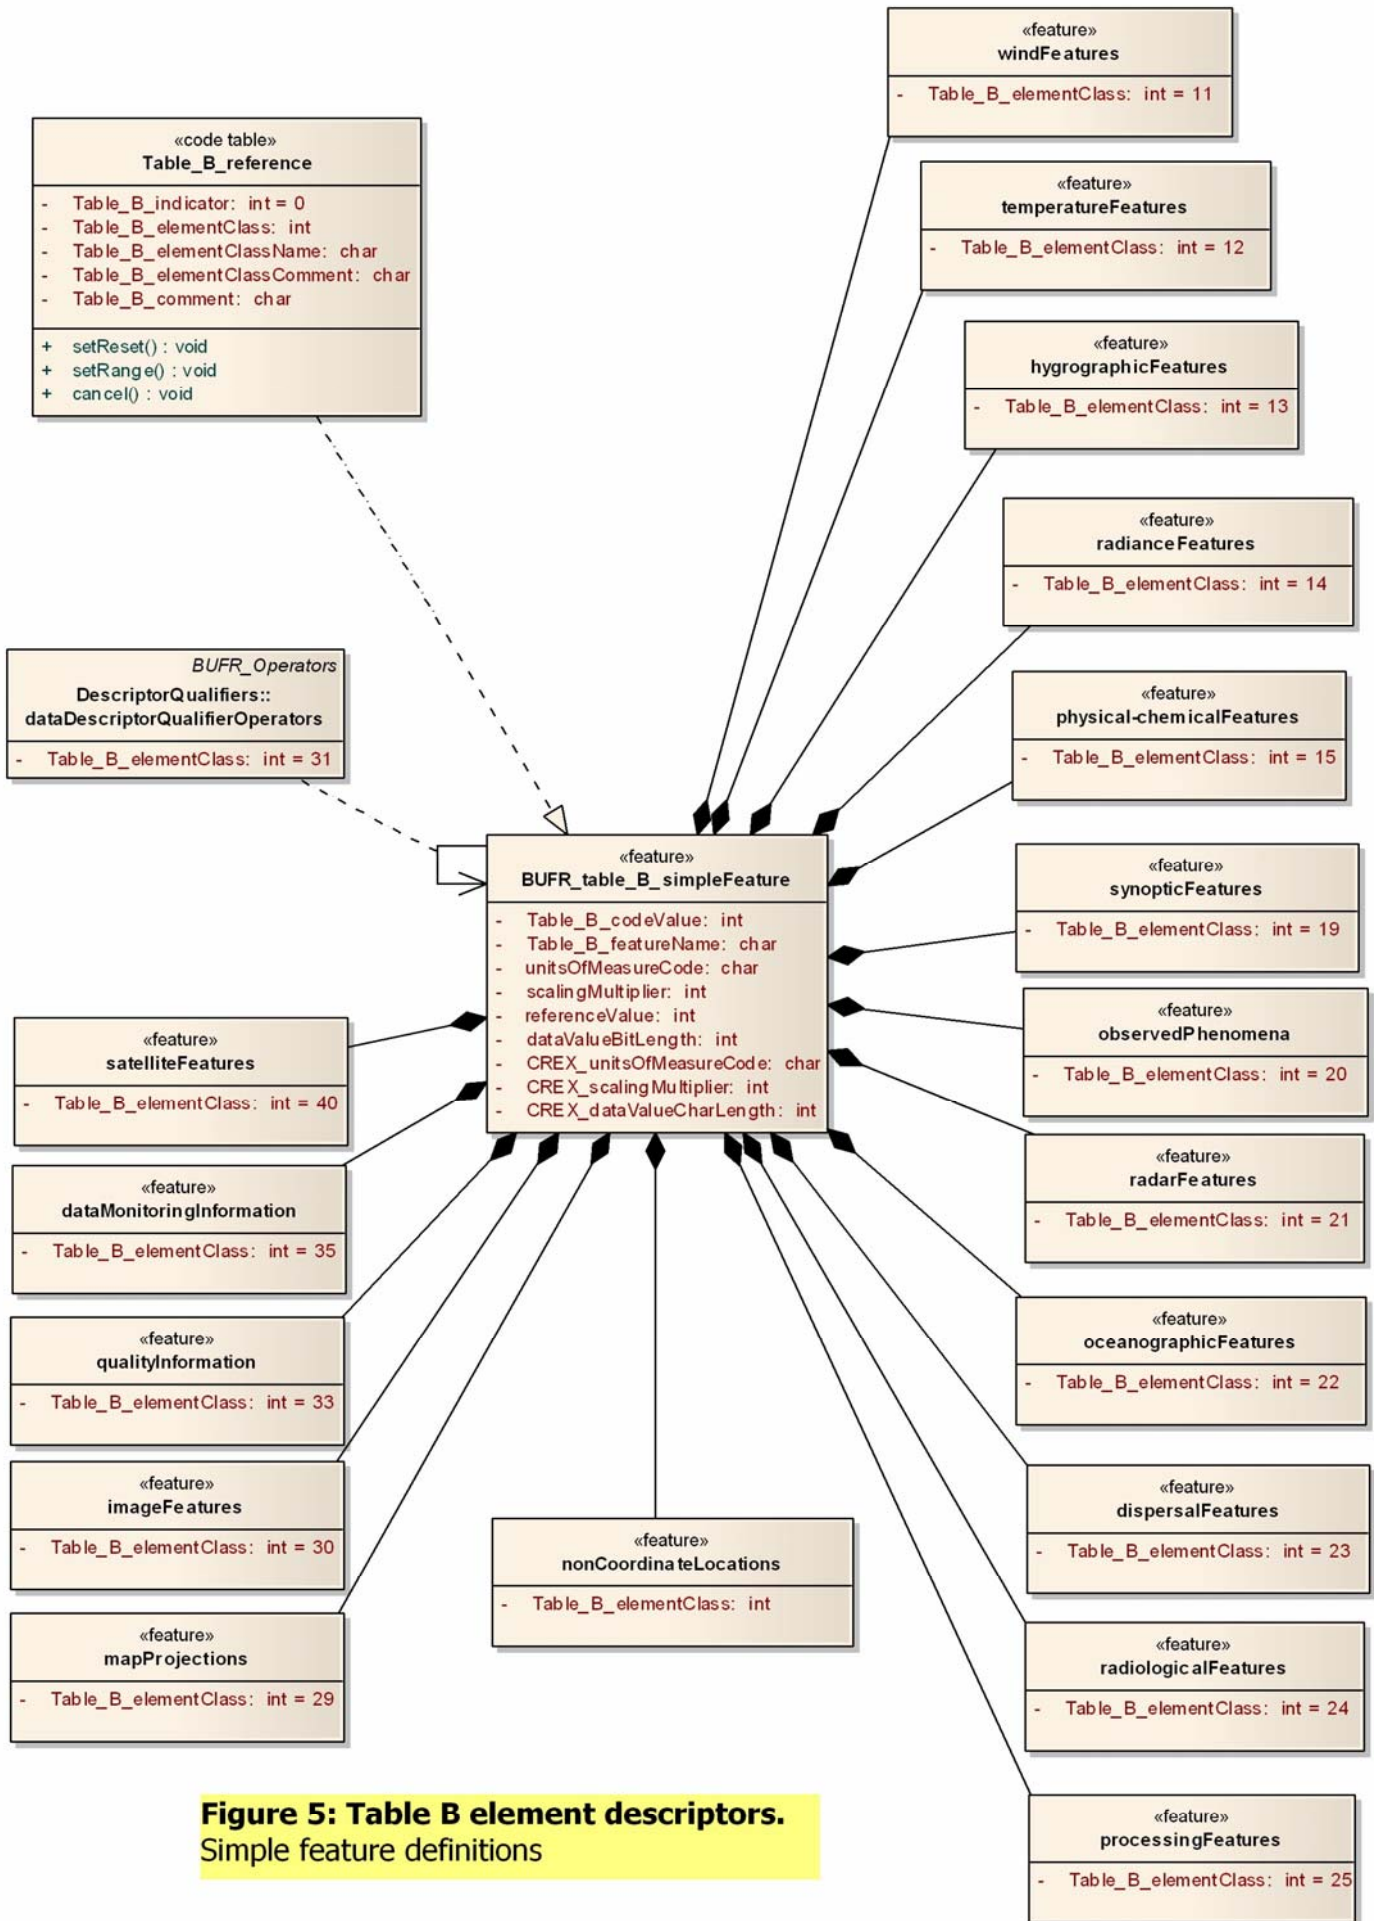 «feature»
windFeatures
- Table_B_elementClass: int = 11
«code table»
Table_B_reference
- Table_B_indicator: int = 0
- Table_B_elementClass: int
- Table_B_elementClassName: char
- Table_B_elementClassComment: char
- Table_B_comment: char
+ setReset() : void
+ setRange() : void
+ cancel() : void
«feature»
temperatureFeatures
- Table_B_elementClass: int = 12
«feature»
hygrographicFeatures
- Table_B_elementClass: int = 13
«feature»
radianceFeatures
- Table_B_elementClass: int = 14
BUFR_Operators
DescriptorQualifiers::
dataDescriptorQualifierOperators
- Table_B_elementClass: int = 31
«feature»
physical-chemicalFeatures
- Table_B_elementClass: int = 15
«feature»
BUFR_table_B_simpleFeature
- Table_B_codeValue: int
- Table_B_featureName: char
- unitsOfMeasureCode: char
- scalingMultiplier: int
- referenceValue: int
- dataValueBitLength: int
- CREX_unitsOfMeasureCode: char
- CREX_scalingMultiplier: int
- CREX_dataValueCharLength: int
«feature»
synopticFeatures
- Table_B_elementClass: int = 19
«feature»
observedPhenomena
- Table_B_elementClass: int = 20
«feature»
satelliteFeatures
- Table_B_elementClass: int = 40
«feature»
radarFeatures
- Table_B_elementClass: int = 21
«feature»
dataMonitoringInformation
- Table_B_elementClass: int = 35
«feature»
oceanographicFeatures
- Table_B_elementClass: int = 22
«feature»
qualityInformation
- Table_B_elementClass: int = 33
«feature»
imageFeatures
- Table_B_elementClass: int = 30
«feature»
dispersalFeatures
- Table_B_elementClass: int = 23
«feature»
nonCoordinateLocations
- Table_B_elementClass: int
«feature»
mapProjections
- Table_B_elementClass: int = 29
«feature»
radiologicalFeatures
- Table_B_elementClass: int = 24
«feature»
processingFeatures
- Table_B_elementClass: int = 25
Figure 5: Table B element descriptors.
Simple feature definitions